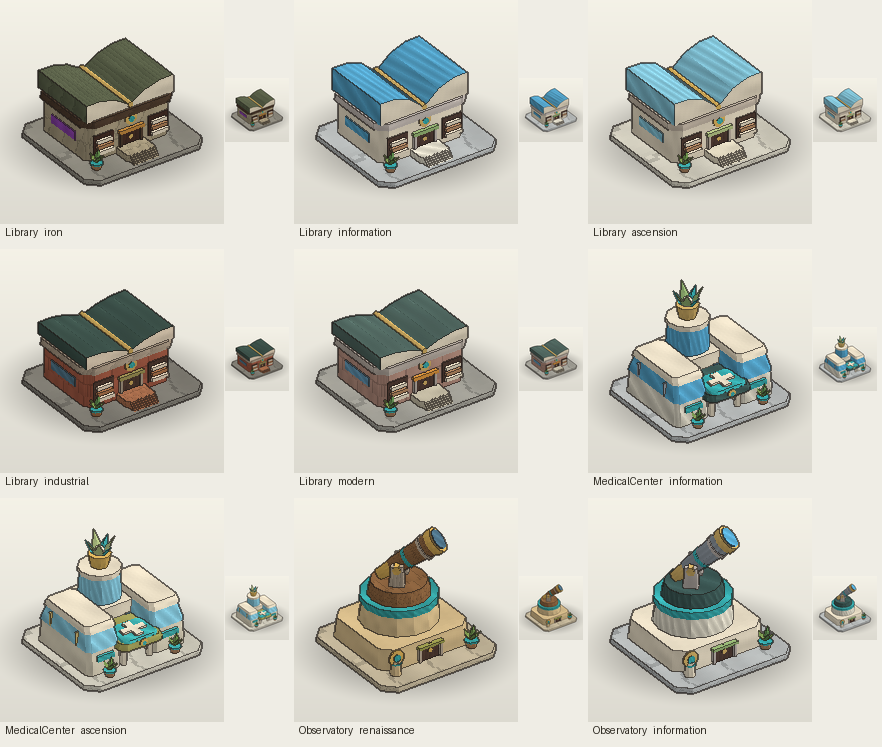 Library iron
Library information
Library ascension
Library industrial
Library modern
MedicalCenter information
MedicalCenter ascension
Observatory renaissance
Observatory information